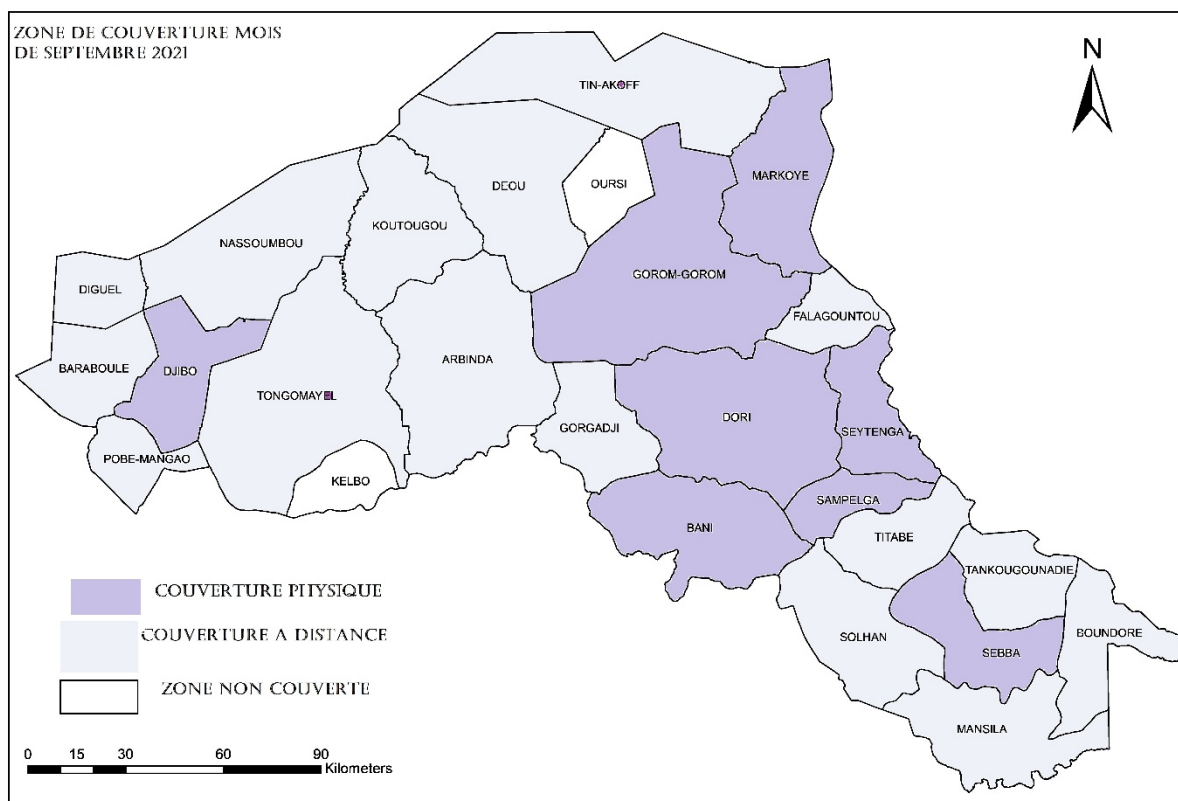 ZONE DE COUVERTURE MOIS
DE SEPTEMBRE 2021
N
TIN-AKOFF
MARKOYE
OURSI
DEOU
KOUTOUGOU
NASSOUMBOU
GOROM-GOROM
DIGUEL
FALAGOUNTOU
ARBINDA
BARABOULE
DJIBO
TONGOMAYEL
DORI
GORGADJI
SEYTENGA
POBE-MANGAO
KELBO
SAMPELGA
BANI
TITABE
TANKOUGOUNADIE
SOLHAN
BOUNDORE
SEBBA
MANSILA
COUVERTURE PHYSIQUE
COUVERTURE A DISTANCE
ZONE NON COUVERTE
0 15 30 60 90
Kilometers